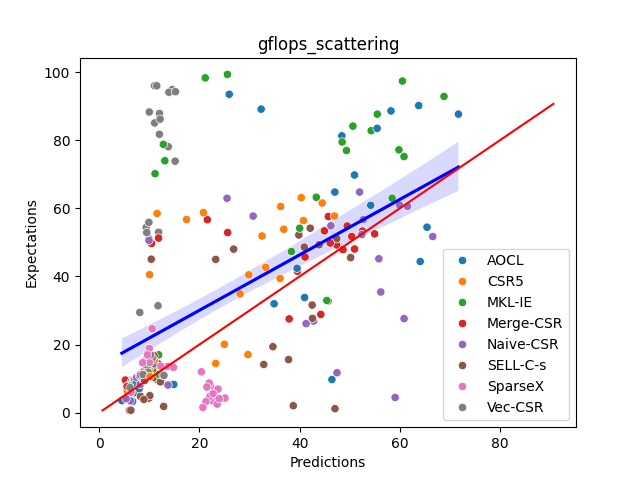 gflops_scattering
100
80
60
40
20
0
Expectations
0 20 40 60 80
Predictions
AOCL
CSR5
MKL-IE
Merge-CSR
Naive-CSR
SELL-C-s
SparseX
Vec-CSR